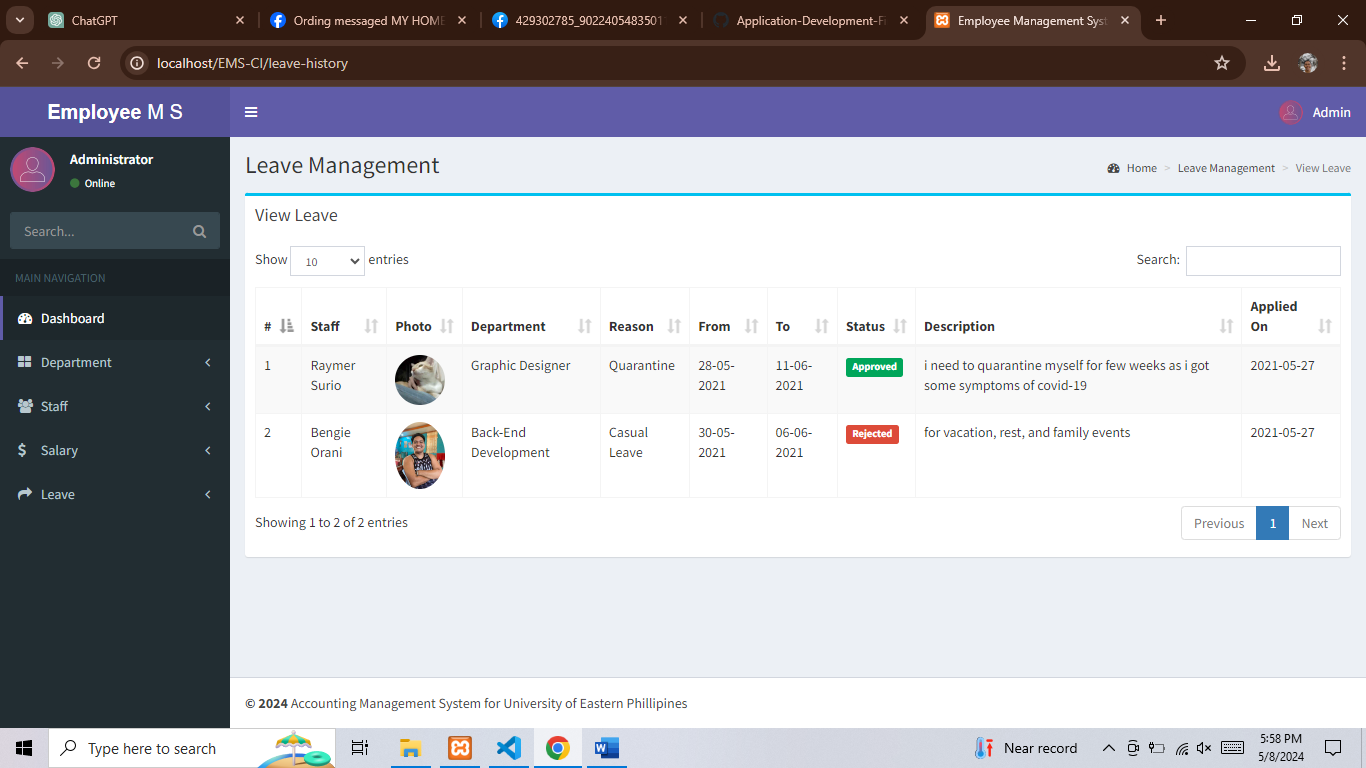 ChatGPT
Ording messaged MY HOME
429302785_9022405483501
Application-Development-Fi
Employee Management Syst
localhost/EMS-CI/leave-history
Employee M S
Admin
Administrator
Online
Search...
MAIN NAVIGATION
Dashboard
Department
Staff
Salary
Leave
Leave Management
Home > Leave Management > View Leave
View Leave
Show 10 entries
Search:
# Staff Photo Department Reason From To Status Description Applied On
1 Raymer Surio Graphic Designer Quarantine 28-05-2021 11-06-2021 Approved i need to quarantine myself for few weeks as i got some symptoms of covid-19 2021-05-27
2 Bengie Orani Back-End Development Casual Leave 30-05-2021 06-06-2021 Rejected for vacation, rest, and family events 2021-05-27
Showing 1 to 2 of 2 entries
Previous 1 Next
© 2024 Accounting Management System for University of Eastern Phillipines
Type here to search
Near record
5:58 PM
5/8/2024